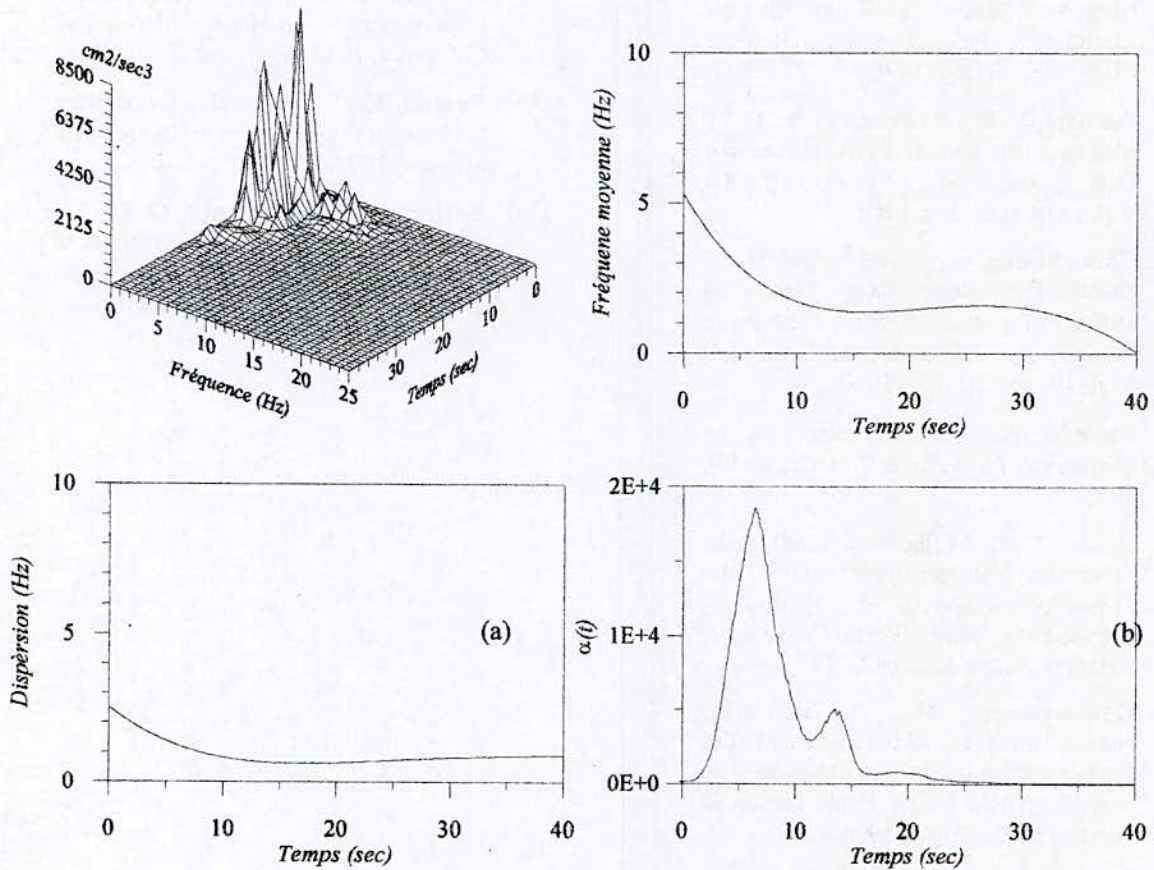 cm2/sec3
8500
6375
4250
2125
0
0
5
10
15
20
25
Fréquence (Hz)
30
20
10
0
Temps (sec)
10
5
0
Fréquene moyenne (Hz)
0
10
20
30
40
Temps (sec)
10
5
0
Dispersion (Hz)
(a)
0
10
20
30
40
Temps (sec)
2E+4
1E+4
0E+0
α(t)
(b)
0
10
20
30
40
Temps (sec)